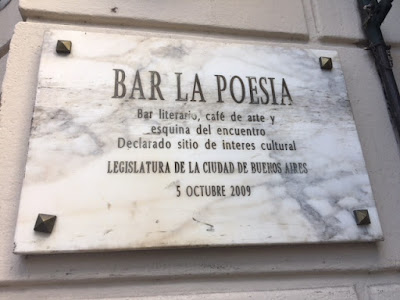 BAR LA POESIA
Bar literario, café de arte y
esquina del encuentro
Declarado sitio de interes cultural
LEGISLATURA DE LA CIUDAD DE BUENOS AIRES
5 OCTUBRE 2009